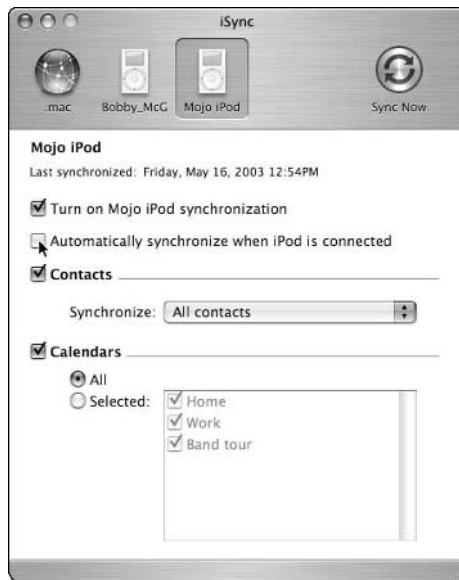 iSync
.mac
Bobby_McG
Mojo iPod
Sync Now
Mojo iPod
Last synchronized: Friday, May 16, 2003 12:54PM
Turn on Mojo iPod synchronization
Automatically synchronize when iPod is connected
Contacts
Synchronize: All contacts
Calendars
All
Selected: Home
Work
Band tour